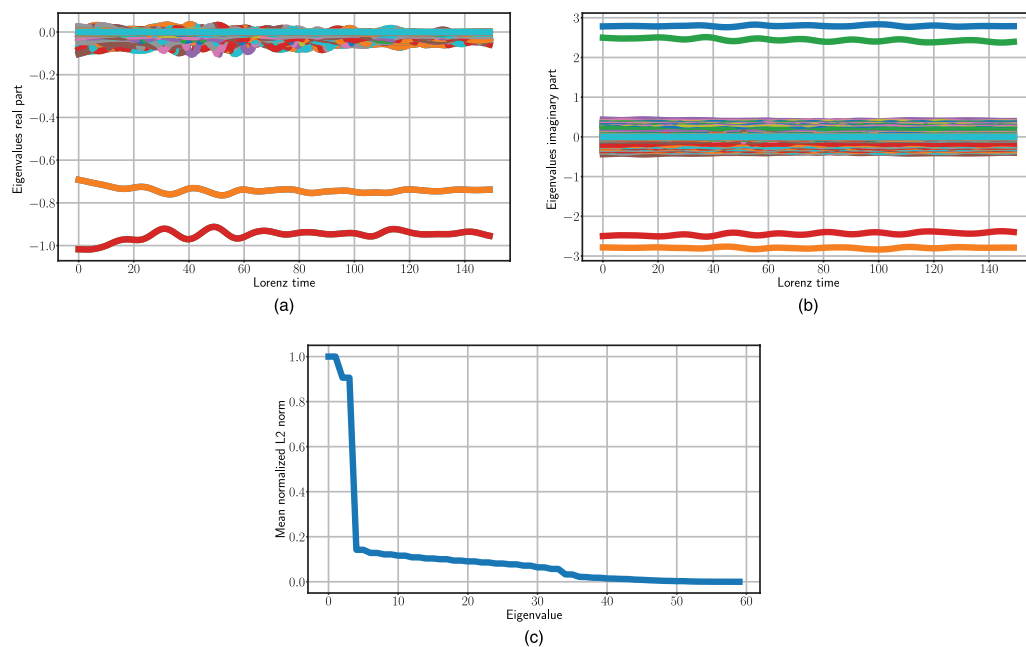 0.0
−0.2
−0.4
−0.6
−0.8
−1.0
Eigenvalues real part
0 20 40 60 80 100 120 140
Lorenz time
(a)
3
2
1
0
−1
−2
−3
Eigenvalues imaginary part
0 20 40 60 80 100 120 140
Lorenz time
(b)
1.0
0.8
0.6
0.4
0.2
0.0
Mean normalized L2 norm
0 10 20 30 40 50 60
Eigenvalue
(c)